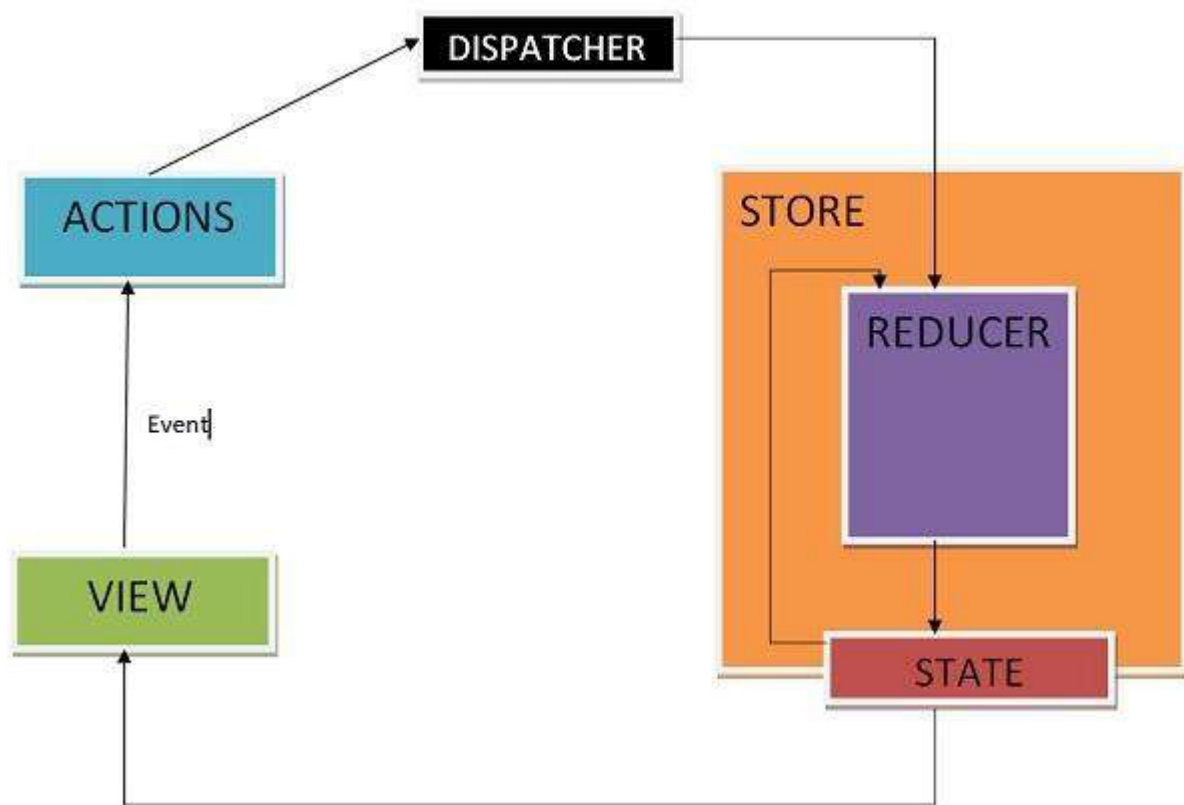 DISPATCHER
ACTIONS
STORE
REDUCER
Event
VIEW
STATE